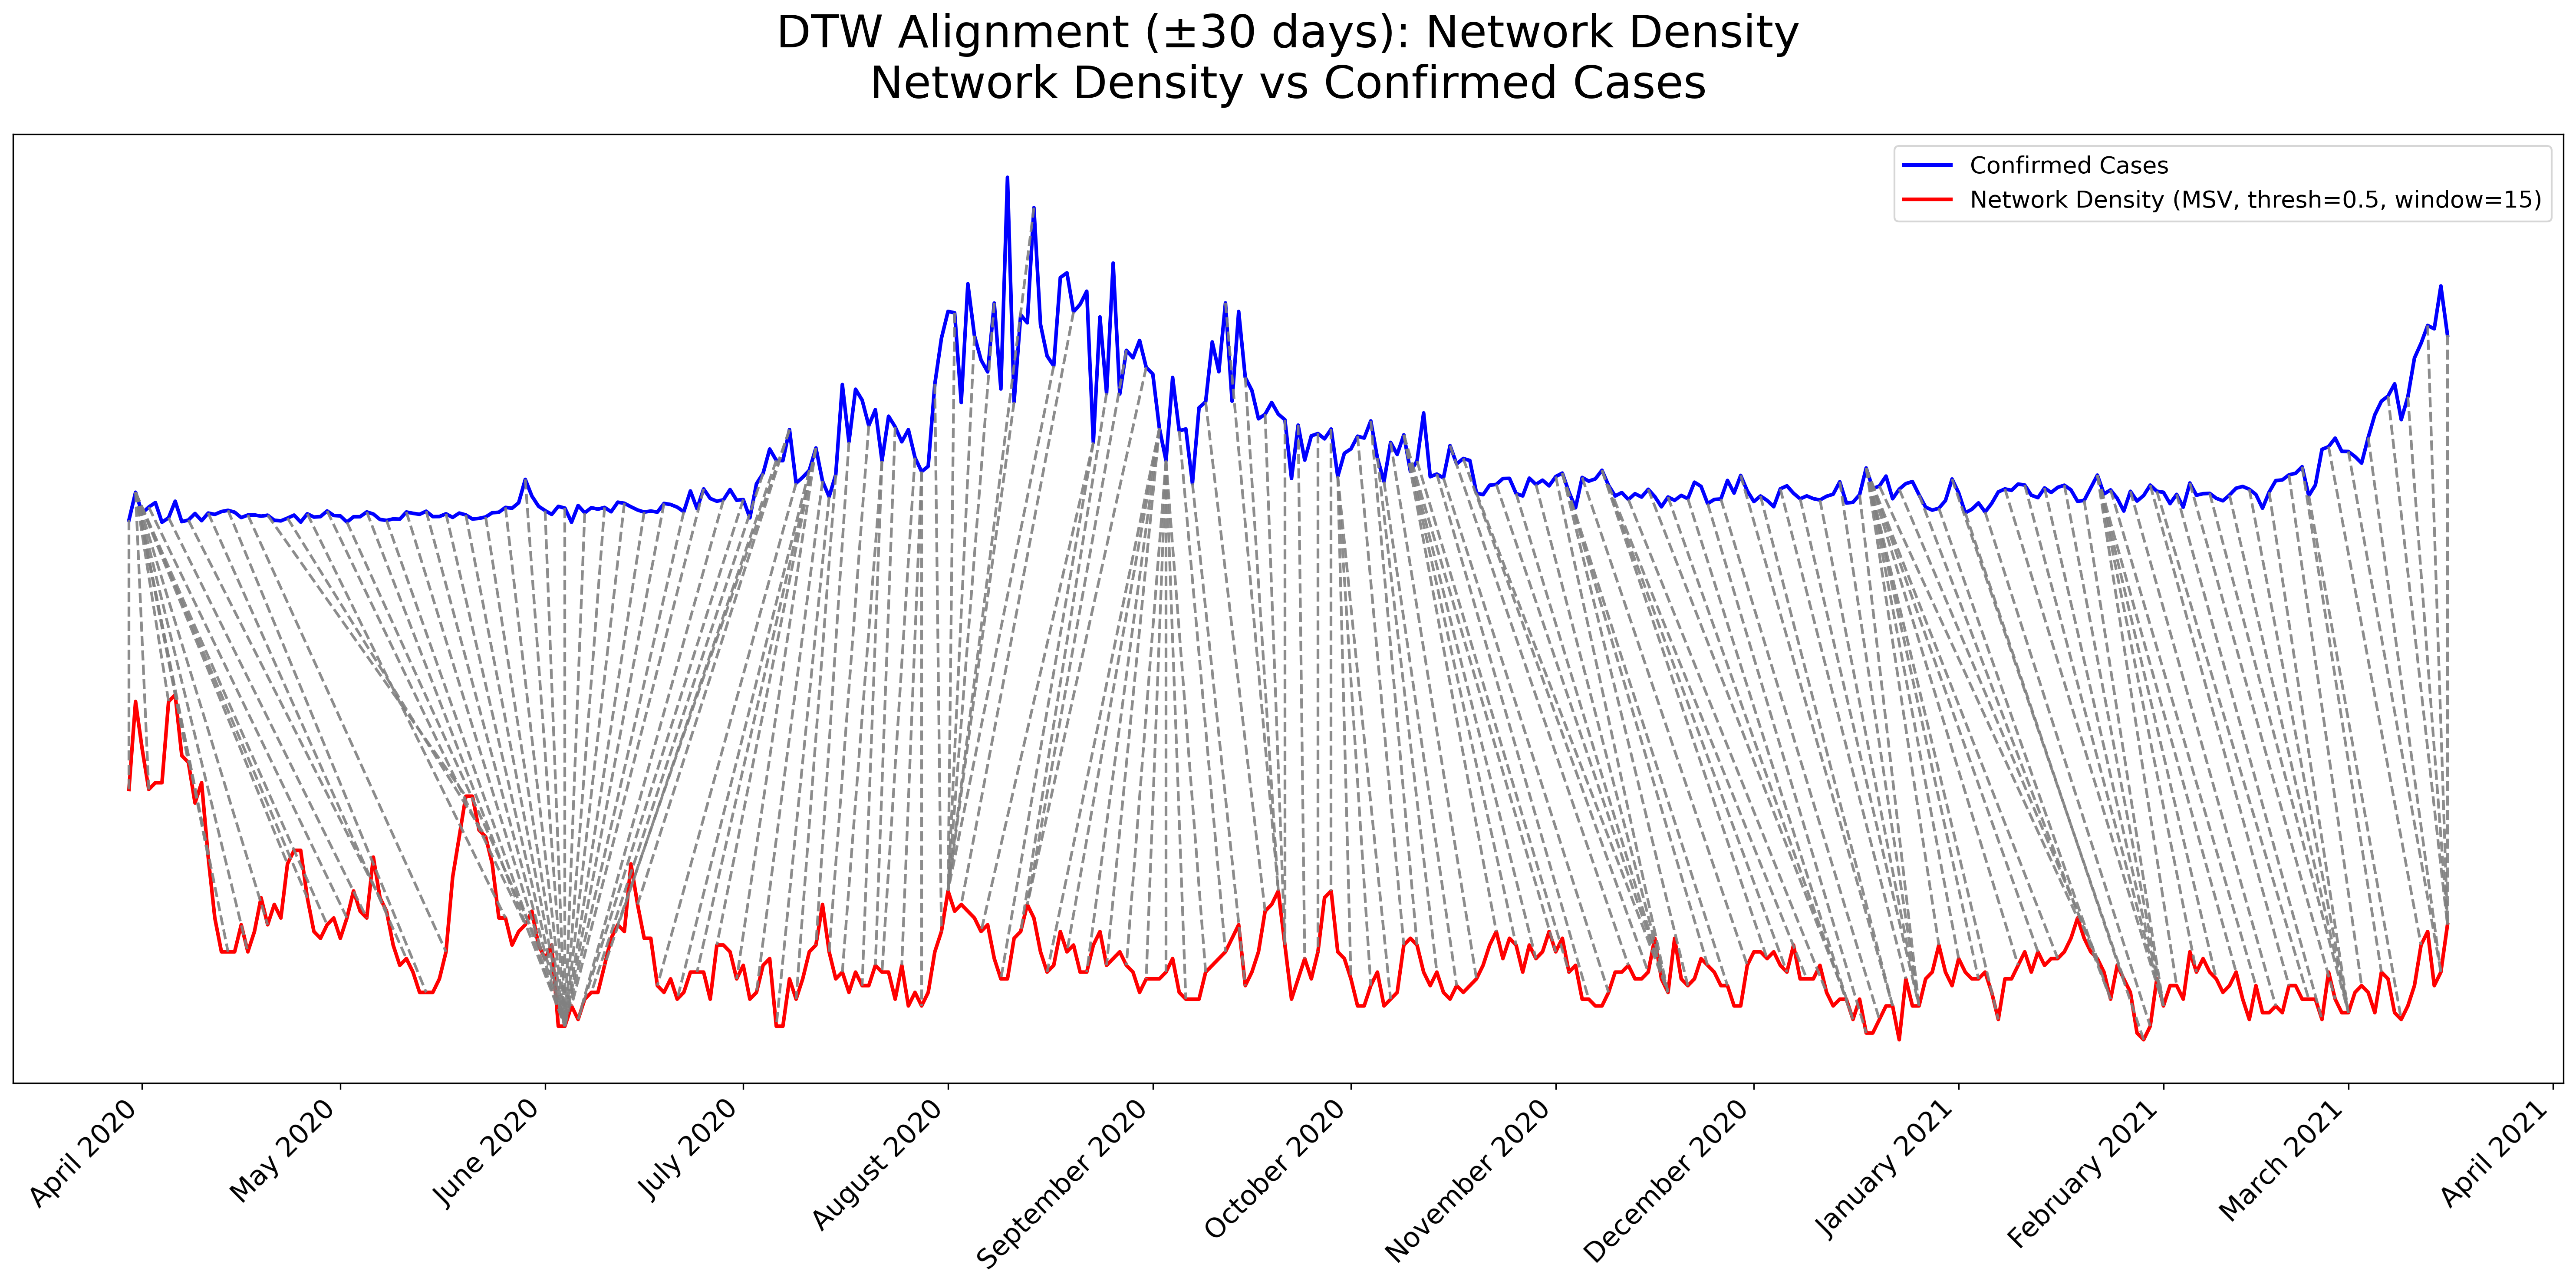 DTW Alignment (±30 days): Network Density
Network Density vs Confirmed Cases
Confirmed Cases
Network Density (MSV, thresh=0.5, window=15)
April 2020
May 2020
June 2020
July 2020
August 2020
September 2020
October 2020
November 2020
December 2020
January 2021
February 2021
March 2021
April 2021